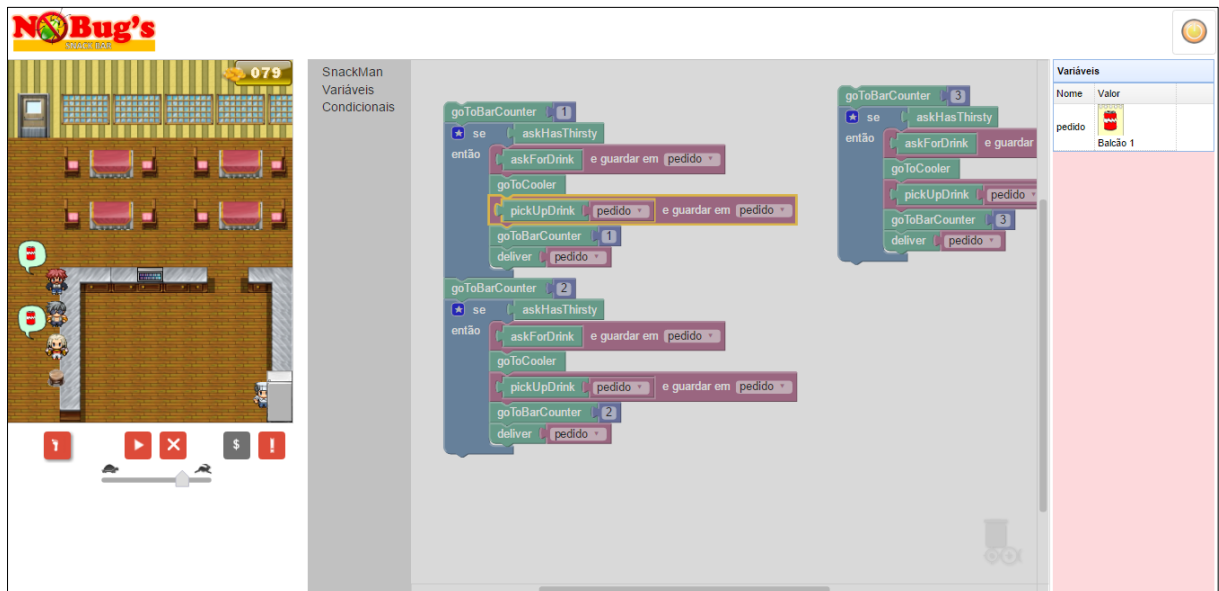 NoBug's
SNACK BAR
079
SnackMan
Variáveis
Condicionais
goToBarCounter 1
se askHasThirsty
então askForDrink e guardar em pedido
goToCooler
pickUpDrink pedido e guardar em pedido
goToBarCounter 1
deliver pedido
goToBarCounter 2
se askHasThirsty
então askForDrink e guardar em pedido
goToCooler
pickUpDrink pedido e guardar em pedido
goToBarCounter 2
deliver pedido
goToBarCounter 3
se askHasThirsty
então askForDrink e guardar
goToCooler
pickUpDrink pedido
goToBarCounter 3
deliver pedido
Variáveis
Nome Valor
pedido
Balcão 1
$ !